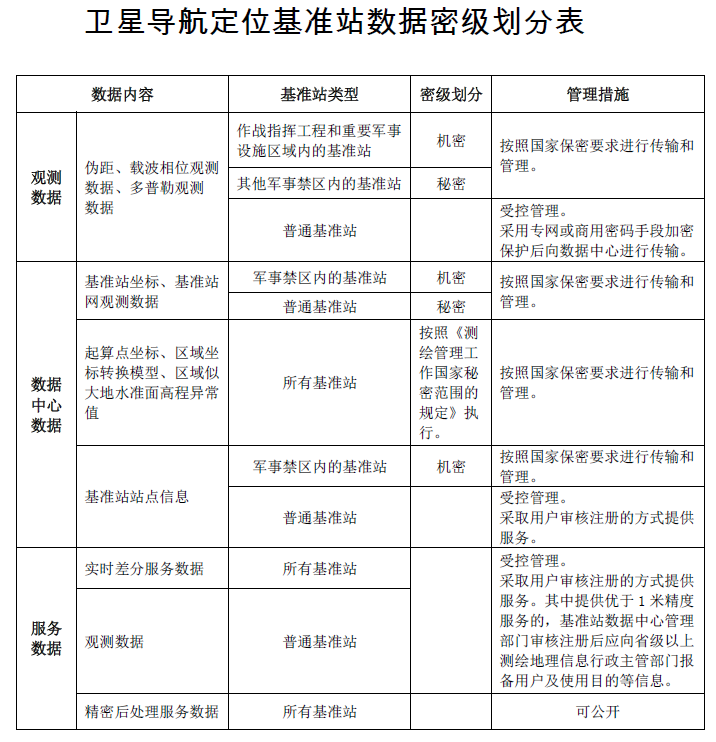 卫星导航定位基准站数据密级划分表
数据内容
基准站类型
密级划分
管理措施
观测
数据
伪距、载波相位观测
数据、多普勒观测
数据
作战指挥工程和重要军事
设施区域内的基准站
机密
按照国家保密要求进行传输和
管理。
其他军事禁区内的基准站
秘密
普通基准站
受控管理。
采用专网或商用密码手段加密
保护后向数据中心进行传输。
数据
中心
数据
基准站坐标、基准站
网观测数据
军事禁区内的基准站
机密
按照国家保密要求进行传输和
管理。
普通基准站
秘密
起算点坐标、区域坐
标转换模型、区域似
大地水准面高程异常
值
所有基准站
按照《测
绘管理工
作国家秘
密范围的
规定》执
行。
按照国家保密要求进行传输和
管理。
基准站站点信息
军事禁区内的基准站
机密
按照国家保密要求进行传输和
管理。
普通基准站
受控管理。
采取用户审核注册的方式提供
服务。
服务
数据
实时差分服务数据
所有基准站
受控管理。
采取用户审核注册的方式提供
服务。其中提供优于 1 米精度
服务的，基准站数据中心管理
部门审核注册后应向省级以上
测绘地理信息行政主管部门报
备用户及使用目的等信息。
观测数据
普通基准站
精密后处理服务数据
所有基准站
可公开